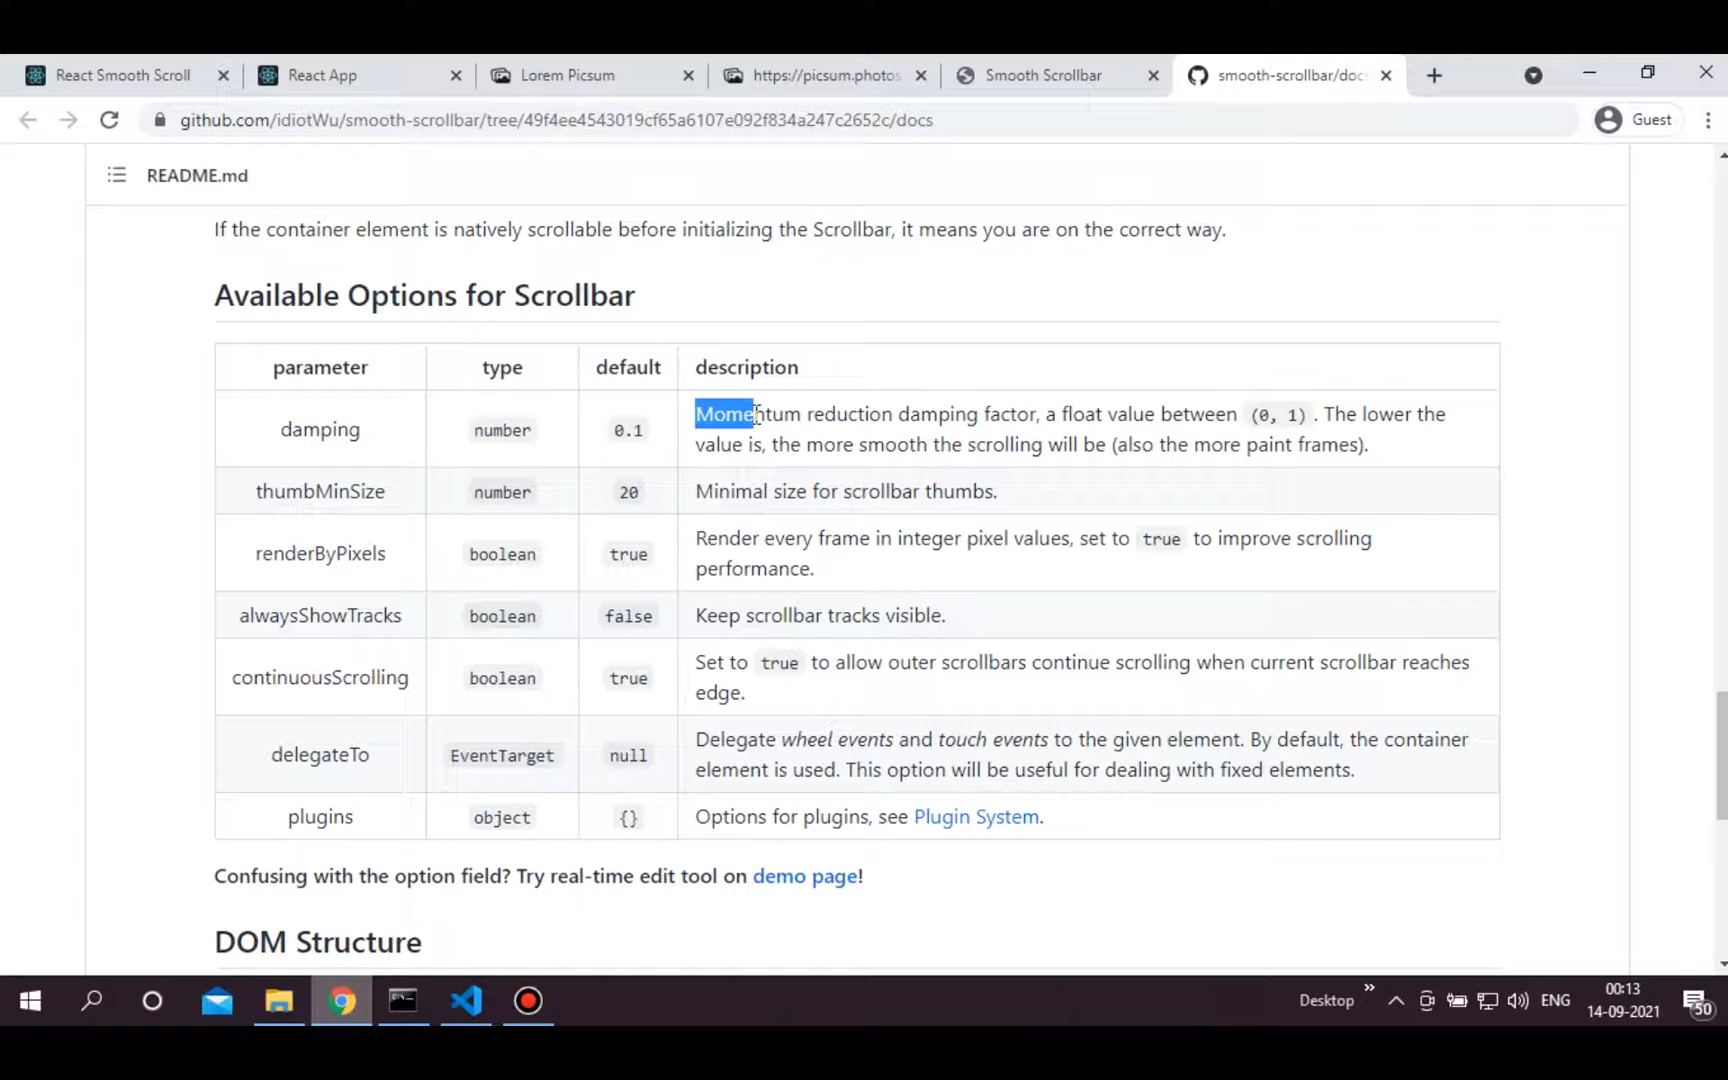 React Smooth Scroll
React App
Lorem Picsum
https://picsum.photos
Smooth Scrollbar
smooth-scrollbar/docs
github.com/idiotWu/smooth-scrollbar/tree/49f4ee4543019cf65a6107e092f834a247c2652c/docs
Guest
README.md
If the container element is natively scrollable before initializing the Scrollbar, it means you are on the correct way.
Available Options for Scrollbar
parameter type default description
damping number 0.1 Momentum reduction damping factor, a float value between (0, 1). The lower the
value is, the more smooth the scrolling will be (also the more paint frames).
thumbMinSize number 20 Minimal size for scrollbar thumbs.
renderByPixels boolean true Render every frame in integer pixel values, set to true to improve scrolling
performance.
alwaysShowTracks boolean false Keep scrollbar tracks visible.
continuousScrolling boolean true Set to true to allow outer scrollbars continue scrolling when current scrollbar reaches
edge.
delegateTo EventTarget null Delegate wheel events and touch events to the given element. By default, the container
element is used. This option will be useful for dealing with fixed elements.
plugins object {} Options for plugins, see Plugin System.
Confusing with the option field? Try real-time edit tool on demo page!
DOM Structure
Desktop
ENG
00:13
14-09-2021
50